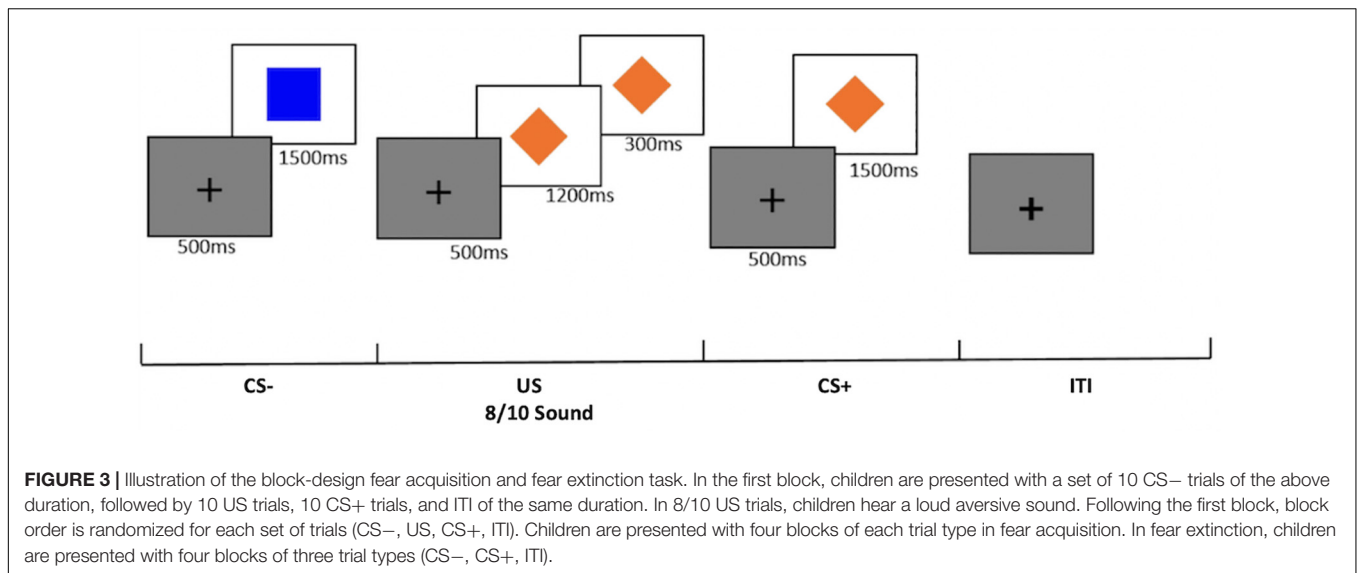 1500ms
500ms
300ms
1200ms
500ms
1500ms
500ms
CS-
US
8/10 Sound
CS+
ITI
FIGURE 3 | Illustration of the block-design fear acquisition and fear extinction task. In the first block, children are presented with a set of 10 CS− trials of the above
duration, followed by 10 US trials, 10 CS+ trials, and ITI of the same duration. In 8/10 US trials, children hear a loud aversive sound. Following the first block, block
order is randomized for each set of trials (CS−, US, CS+, ITI). Children are presented with four blocks of each trial type in fear acquisition. In fear extinction, children
are presented with four blocks of three trial types (CS−, CS+, ITI).